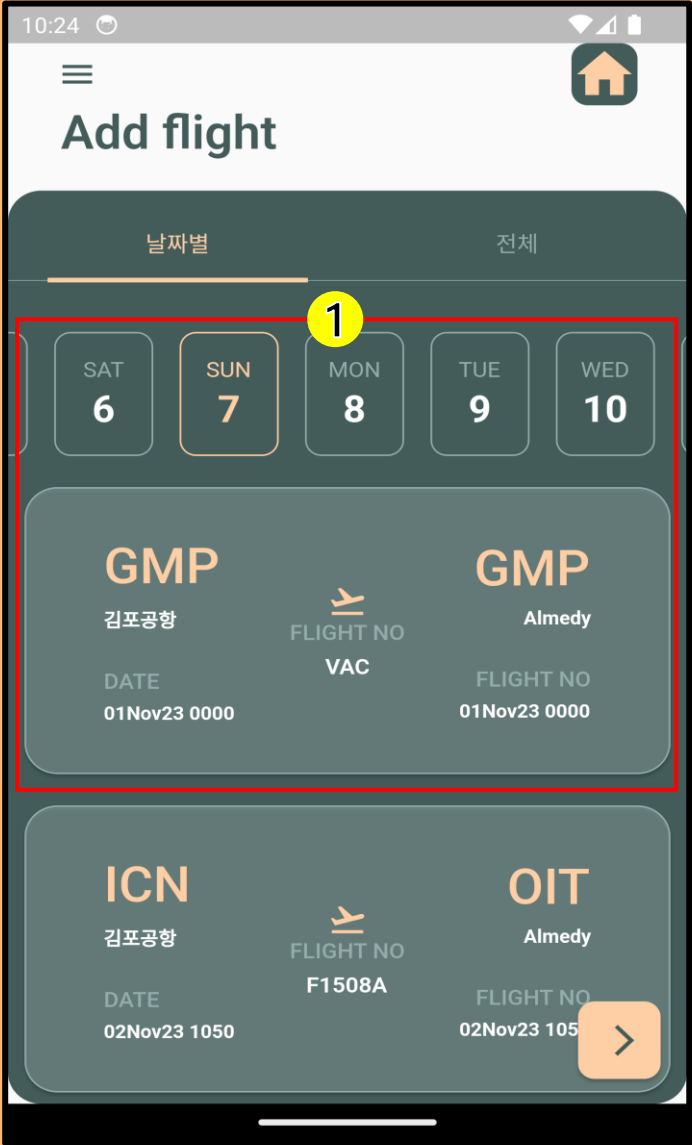 10:24
Add flight
날짜별 전체
1
SAT SUN MON TUE WED
6 7 8 9 10
GMP GMP
김포공항 Almedy
FLIGHT NO
VAC
DATE FLIGHT NO
01Nov23 0000 01Nov23 0000
ICN OIT
김포공항 Almedy
FLIGHT NO
F1508A
DATE FLIGHT NO
02Nov23 1050 02Nov23 105